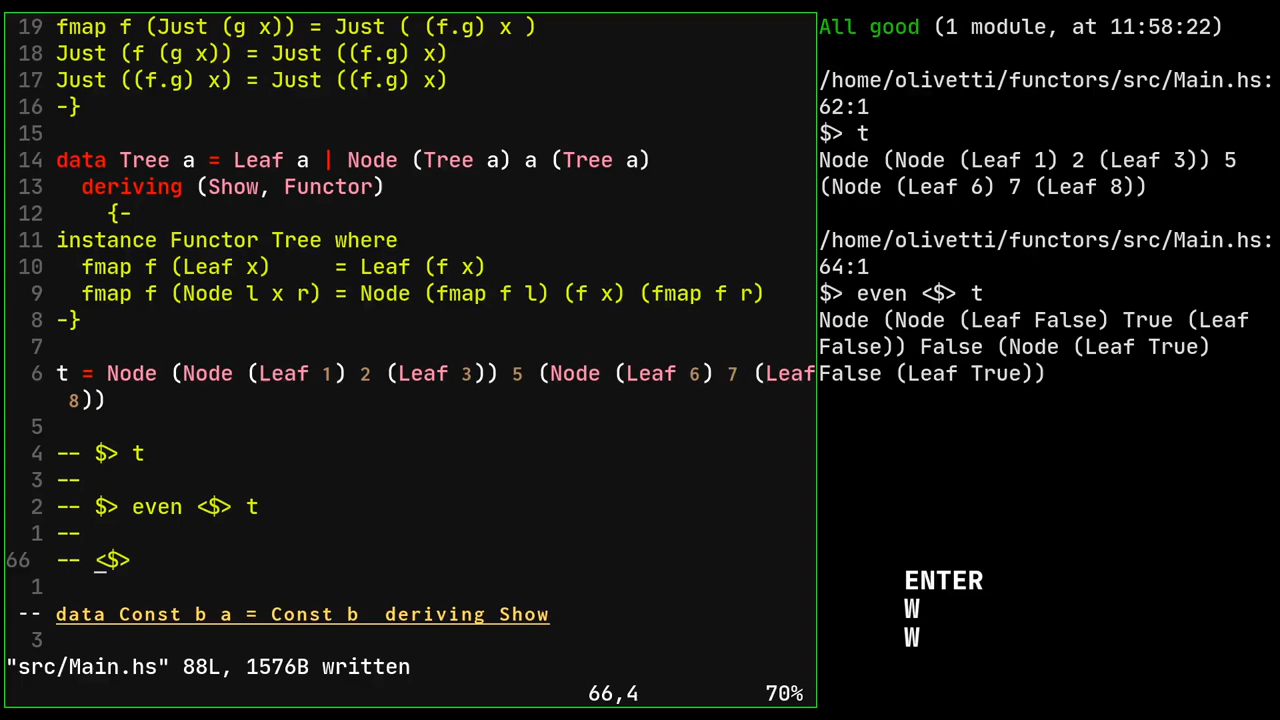 19 fmap f (Just (g x)) = Just ( (f.g) x )
18 Just (f (g x)) = Just ((f.g) x)
17 Just ((f.g) x) = Just ((f.g) x)
16 -}
15
14 data Tree a = Leaf a | Node (Tree a) a (Tree a)
13   deriving (Show, Functor)
12     {-
11 instance Functor Tree where
10   fmap f (Leaf x)     = Leaf (f x)
9   fmap f (Node l x r) = Node (fmap f l) (f x) (fmap f r)
8 -}
7
6 t = Node (Node (Leaf 1) 2 (Leaf 3)) 5 (Node (Leaf 6) 7 (Leaf
8))
5
4 -- $> t
3 --
2 -- $> even <$> t
1 --
66 -- <$>
1
-- data Const b a = Const b  deriving Show
3
"src/Main.hs" 88L, 1576B written
66,4 70%
All good (1 module, at 11:58:22)
/home/olivetti/functors/src/Main.hs:
62:1
$> t
Node (Node (Leaf 1) 2 (Leaf 3)) 5
(Node (Leaf 6) 7 (Leaf 8))
/home/olivetti/functors/src/Main.hs:
64:1
$> even <$> t
Node (Node (Leaf False) True (Leaf
False)) False (Node (Leaf True)
False (Leaf True))
ENTER
W
W